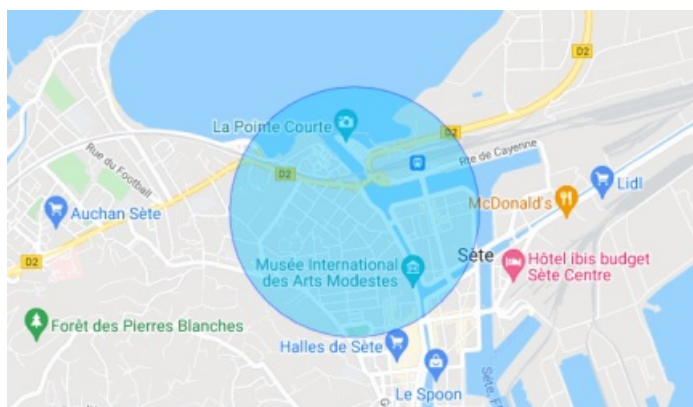 D2
La Pointe Courte
D2
Rte de Cayenne
Rue du Football
D2
Lidl
McDonald's
Auchan Sète
Sète
Musée International
des Arts Modestes
Hôtel ibis budget
Sète Centre
D2
Forêt des Pierres Blanches
Halles de Sète
Le Spoon